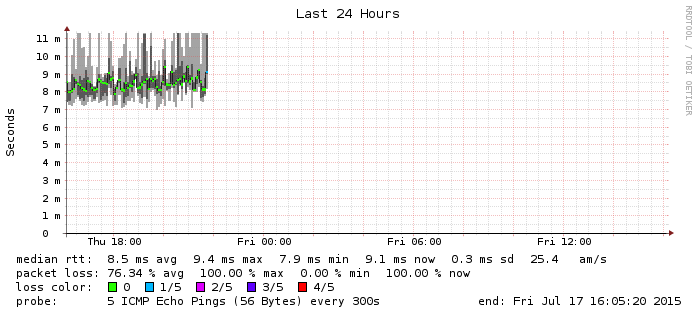 Last 24 Hours
RRDTOOL / TOBI OETIKER
Seconds
11 m
10 m
9 m
8 m
7 m
6 m
5 m
4 m
3 m
2 m
1 m
0
Thu 18:00 Fri 00:00 Fri 06:00 Fri 12:00
median rtt: 8.5 ms avg 9.4 ms max 7.9 ms min 9.1 ms now 0.3 ms sd 25.4 am/s
packet loss: 76.34 % avg 100.00 % max 0.00 % min 100.00 % now
loss color: 0 1/5 2/5 3/5 4/5
probe: 5 ICMP Echo Pings (56 Bytes) every 300s end: Fri Jul 17 16:05:20 2015